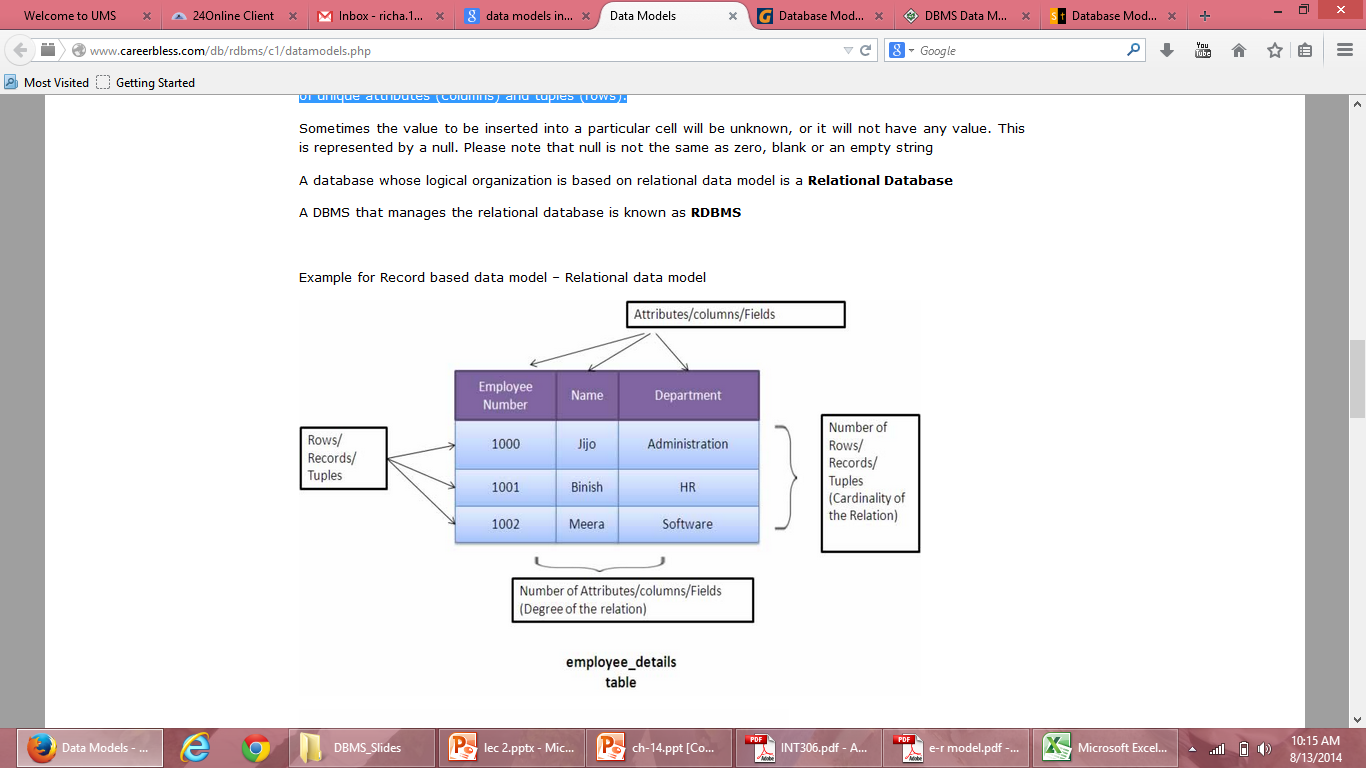 Welcome to UMS
24Online Client
Inbox - richa.1...
data models in...
Data Models
Database Mod...
DBMS Data M...
Database Mod...
www.careerbless.com/db/rdbms/c1/datamodels.php
Google
Most Visited
Getting Started
of unique attributes (columns) and tuples (rows).
Sometimes the value to be inserted into a particular cell will be unknown, or it will not have any value. This
is represented by a null. Please note that null is not the same as zero, blank or an empty string
A database whose logical organization is based on relational data model is a Relational Database
A DBMS that manages the relational database is known as RDBMS
Example for Record based data model – Relational data model
Attributes/columns/Fields
Employee
Number
Name
Department
Rows/
Records/
Tuples
1000 Jijo Administration
1001 Binish HR
1002 Meera Software
Number of
Rows/
Records/
Tuples
(Cardinality of
the Relation)
Number of Attributes/columns/Fields
(Degree of the relation)
employee_details
table
Data Models - ...
DBMS_Slides
lec 2.pptx - Mic...
ch-14.ppt [Co...
INT306.pdf - A...
e-r model.pdf -...
Microsoft Excel...
10:15 AM
8/13/2014